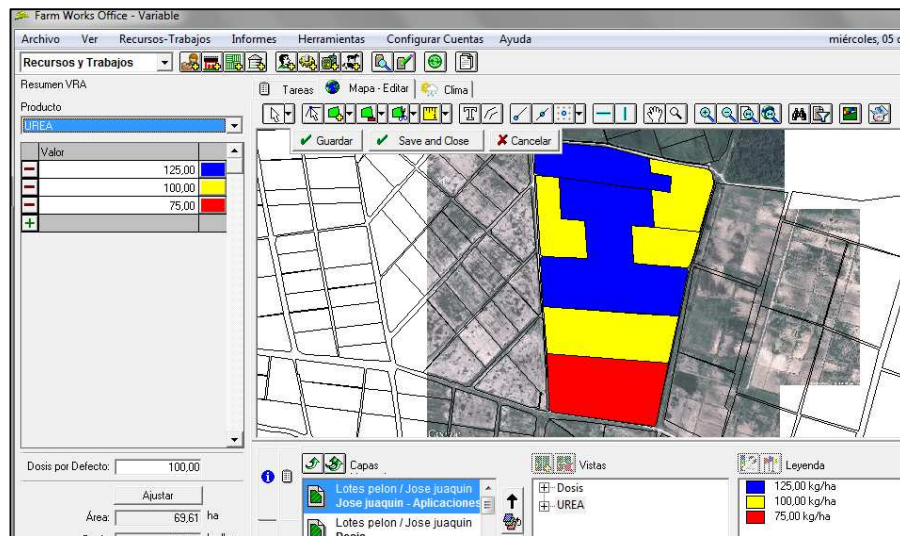 Farm Works Office - Variable
Archivo Ver Recursos-Trabajos Informes Herramientas Configurar Cuentas Ayuda miércoles, 05 d
Recursos y Trabajos
Resumen VRA
Tareas Mapa - Editar Clima
Producto
UREA
Guardar Save and Close Cancelar
Valor
125,00
100,00
75,00
Dosis por Defecto: 100,00
Ajustar
Área: 69,61 ha
Capas Vistas Leyenda
Lotes pelon / Jose juaquin
Jose juaquin - Aplicaciones
Lotes pelon / Jose juaquin
Dosis
UREA
125,00 kg/ha
100,00 kg/ha
75,00 kg/ha